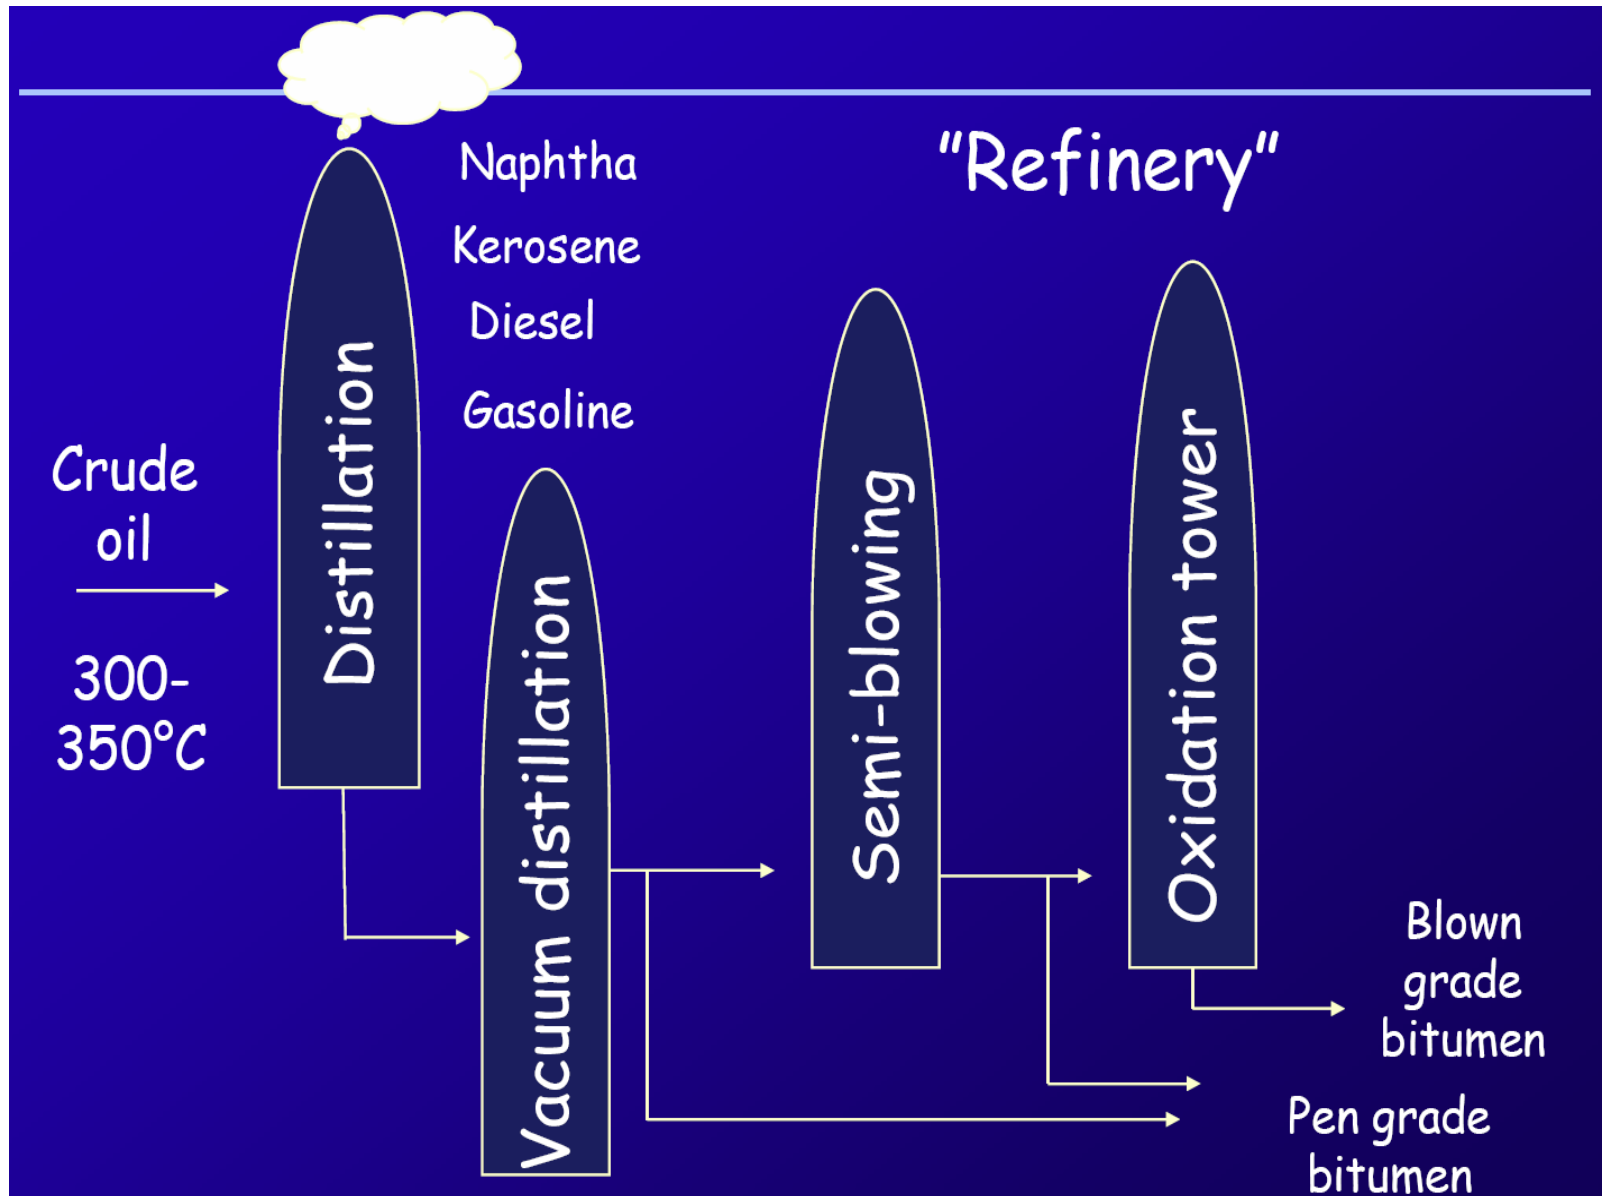 "Refinery"
Naphtha
Kerosene
Diesel
Gasoline
Crude
oil
300-
350°C
Distillation
Vacuum distillation
Semi-blowing
Oxidation tower
Blown
grade
bitumen
Pen grade
bitumen